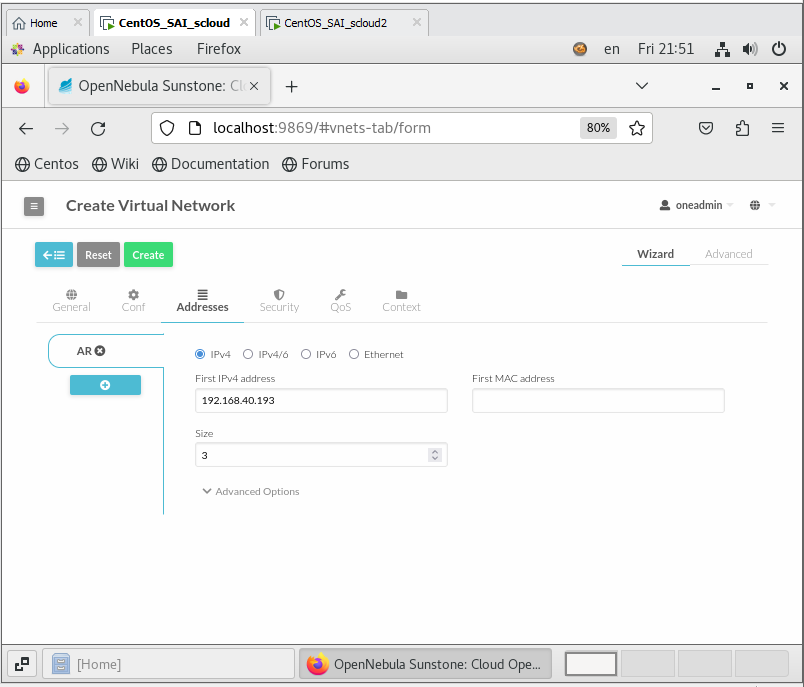 Home CentOS_SAI_scloud CentOS_SAI_scloud2
Applications Places Firefox en Fri 21:51
OpenNebula Sunstone: Cl
localhost:9869/#vnets-tab/form 80%
Centos Wiki Documentation Forums
Create Virtual Network oneadmin
Reset Create Wizard Advanced
General Conf Addresses Security QoS Context
AR IPv4 IPv4/6 IPv6 Ethernet
First IPv4 address First MAC address
192.168.40.193
Size
3
Advanced Options
[Home] OpenNebula Sunstone: Cloud Ope...